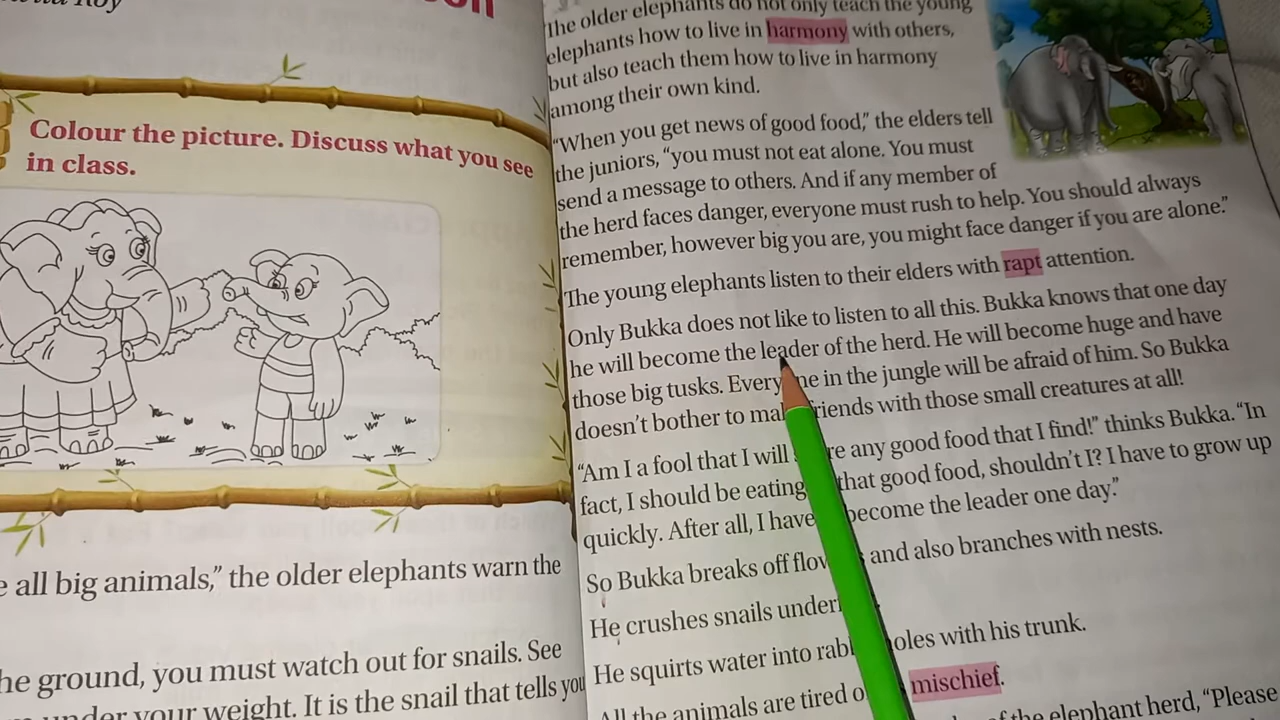 Roy
Colour the picture. Discuss what you see
in class.
all big animals,” the older elephants warn the
the ground, you must watch out for snails. See
under your weight. It is the snail that tells you
The older elephants do not only teach the young
elephants how to live in harmony with others,
but also teach them how to live in harmony
among their own kind.
“When you get news of good food,” the elders tell
the juniors, “you must not eat alone. You must
send a message to others. And if any member of
the herd faces danger, everyone must rush to help. You should always
remember, however big you are, you might face danger if you are alone.”
The young elephants listen to their elders with rapt attention.
Only Bukka does not like to listen to all this. Bukka knows that one day
he will become the leader of the herd. He will become huge and have
those big tusks. Everyone in the jungle will be afraid of him. So Bukka
doesn’t bother to make friends with those small creatures at all!
“Am I a fool that I will share any good food that I find!” thinks Bukka. “In
fact, I should be eating that good food, shouldn’t I? I have to grow up
quickly. After all, I have become the leader one day.”
So Bukka breaks off flowers and also branches with nests.
He crushes snails under
He squirts water into rabbit holes with his trunk.
All the animals are tired of mischief.
of the elephant herd, “Please